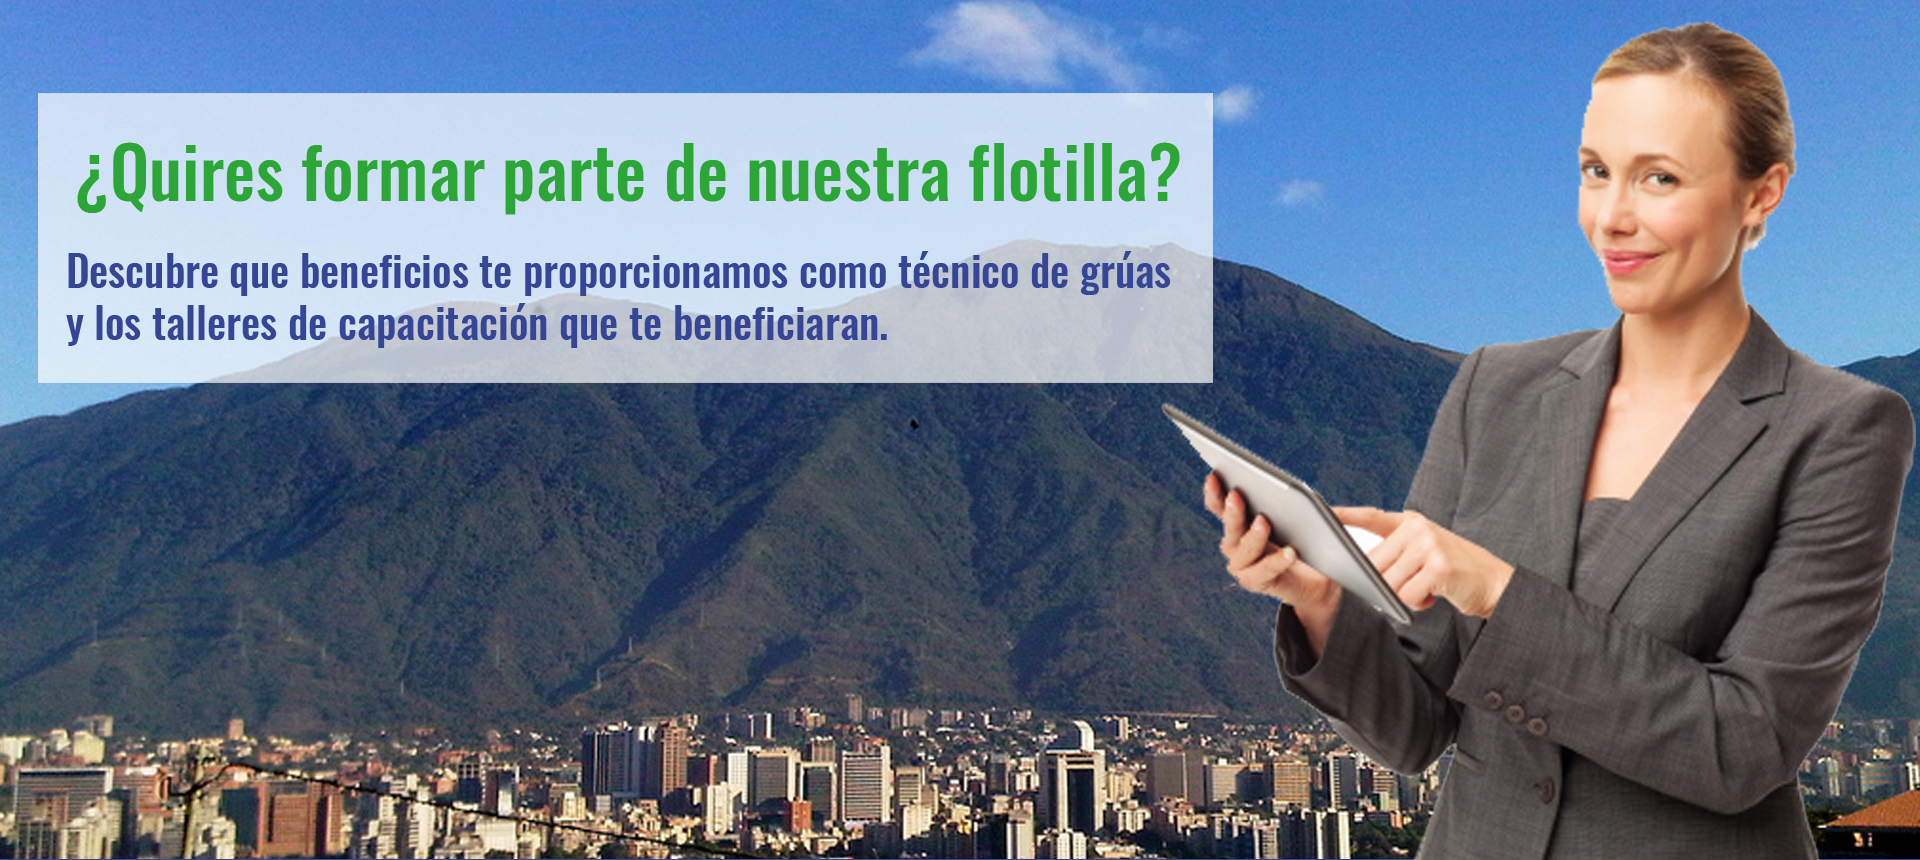 ¿Quires formar parte de nuestra flotilla?
Descubre que beneficios te proporcionamos como técnico de grúas
y los talleres de capacitación que te beneficiaran.